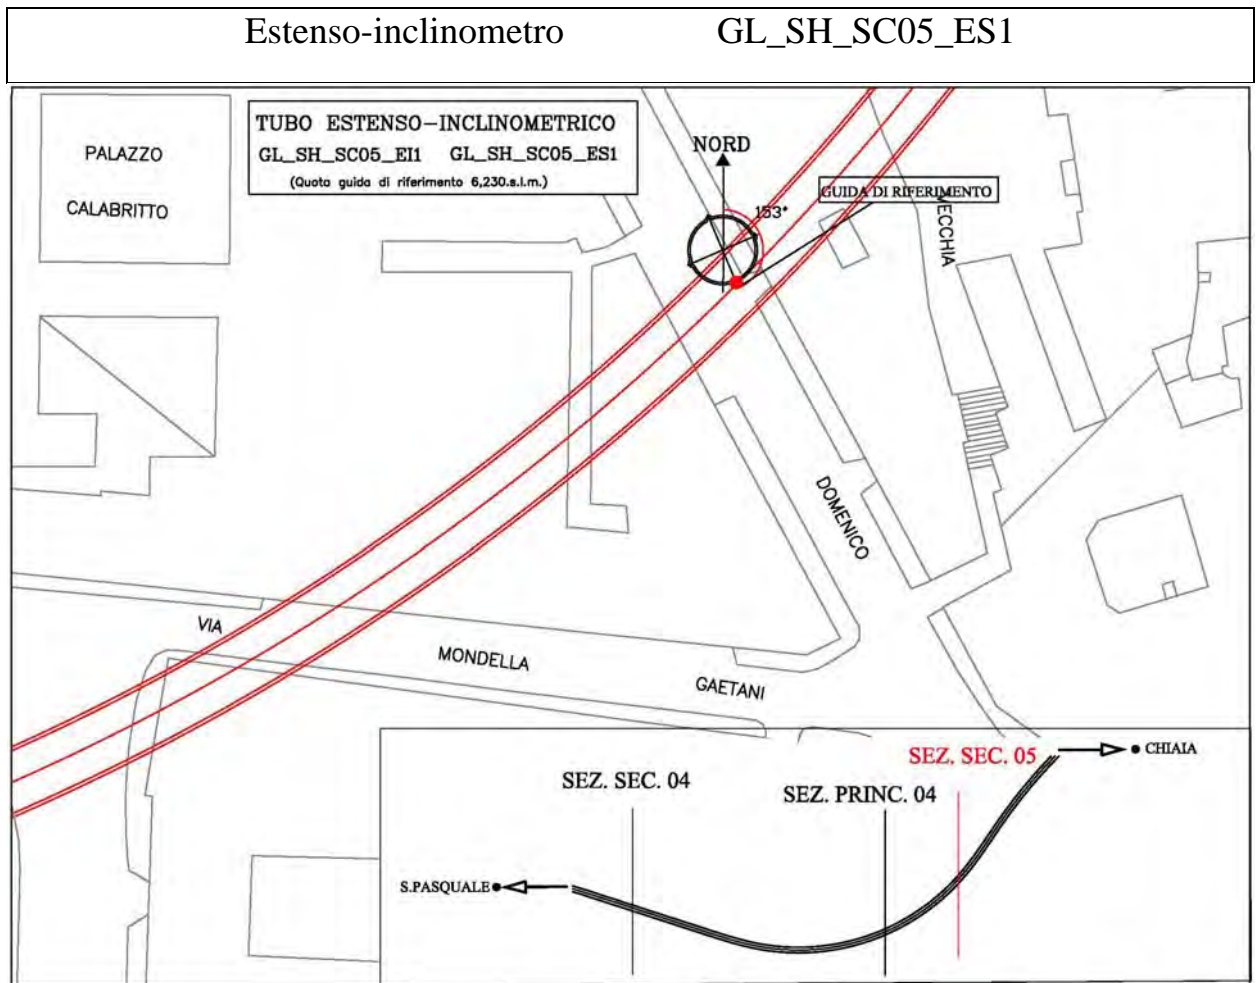 Estenso-inclinometro GL_SH_SC05_ES1
TUBO ESTENSO-INCLINOMETRICO
GL_SH_SC05_EI1 GL_SH_SC05_ES1
(Quota guida di riferimento 6,230.s.l.m.)
PALAZZO
CALABRITTO
NORD
153°
GUIDA DI RIFERIMENTO
VECCHIA
DOMENICO
VIA
MONDELLA
GAETANI
SEZ. SEC. 05
CHIAIA
SEZ. SEC. 04
SEZ. PRINC. 04
S.PASQUALE